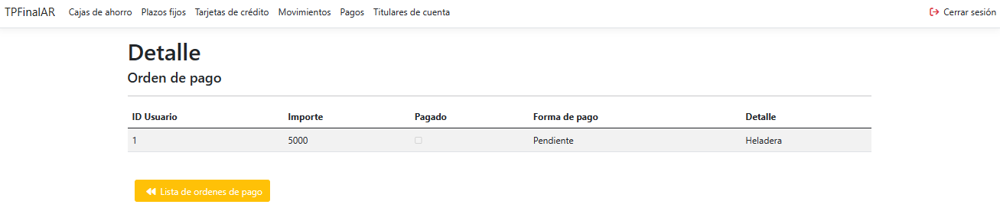 TPFinalAR Cajas de ahorro Plazos fijos Tarjetas de crédito Movimientos Pagos Titulares de cuenta Cerrar sesión
Detalle
Orden de pago
ID Usuario Importe Pagado Forma de pago Detalle
1 5000 Pendiente Heladera
Lista de ordenes de pago